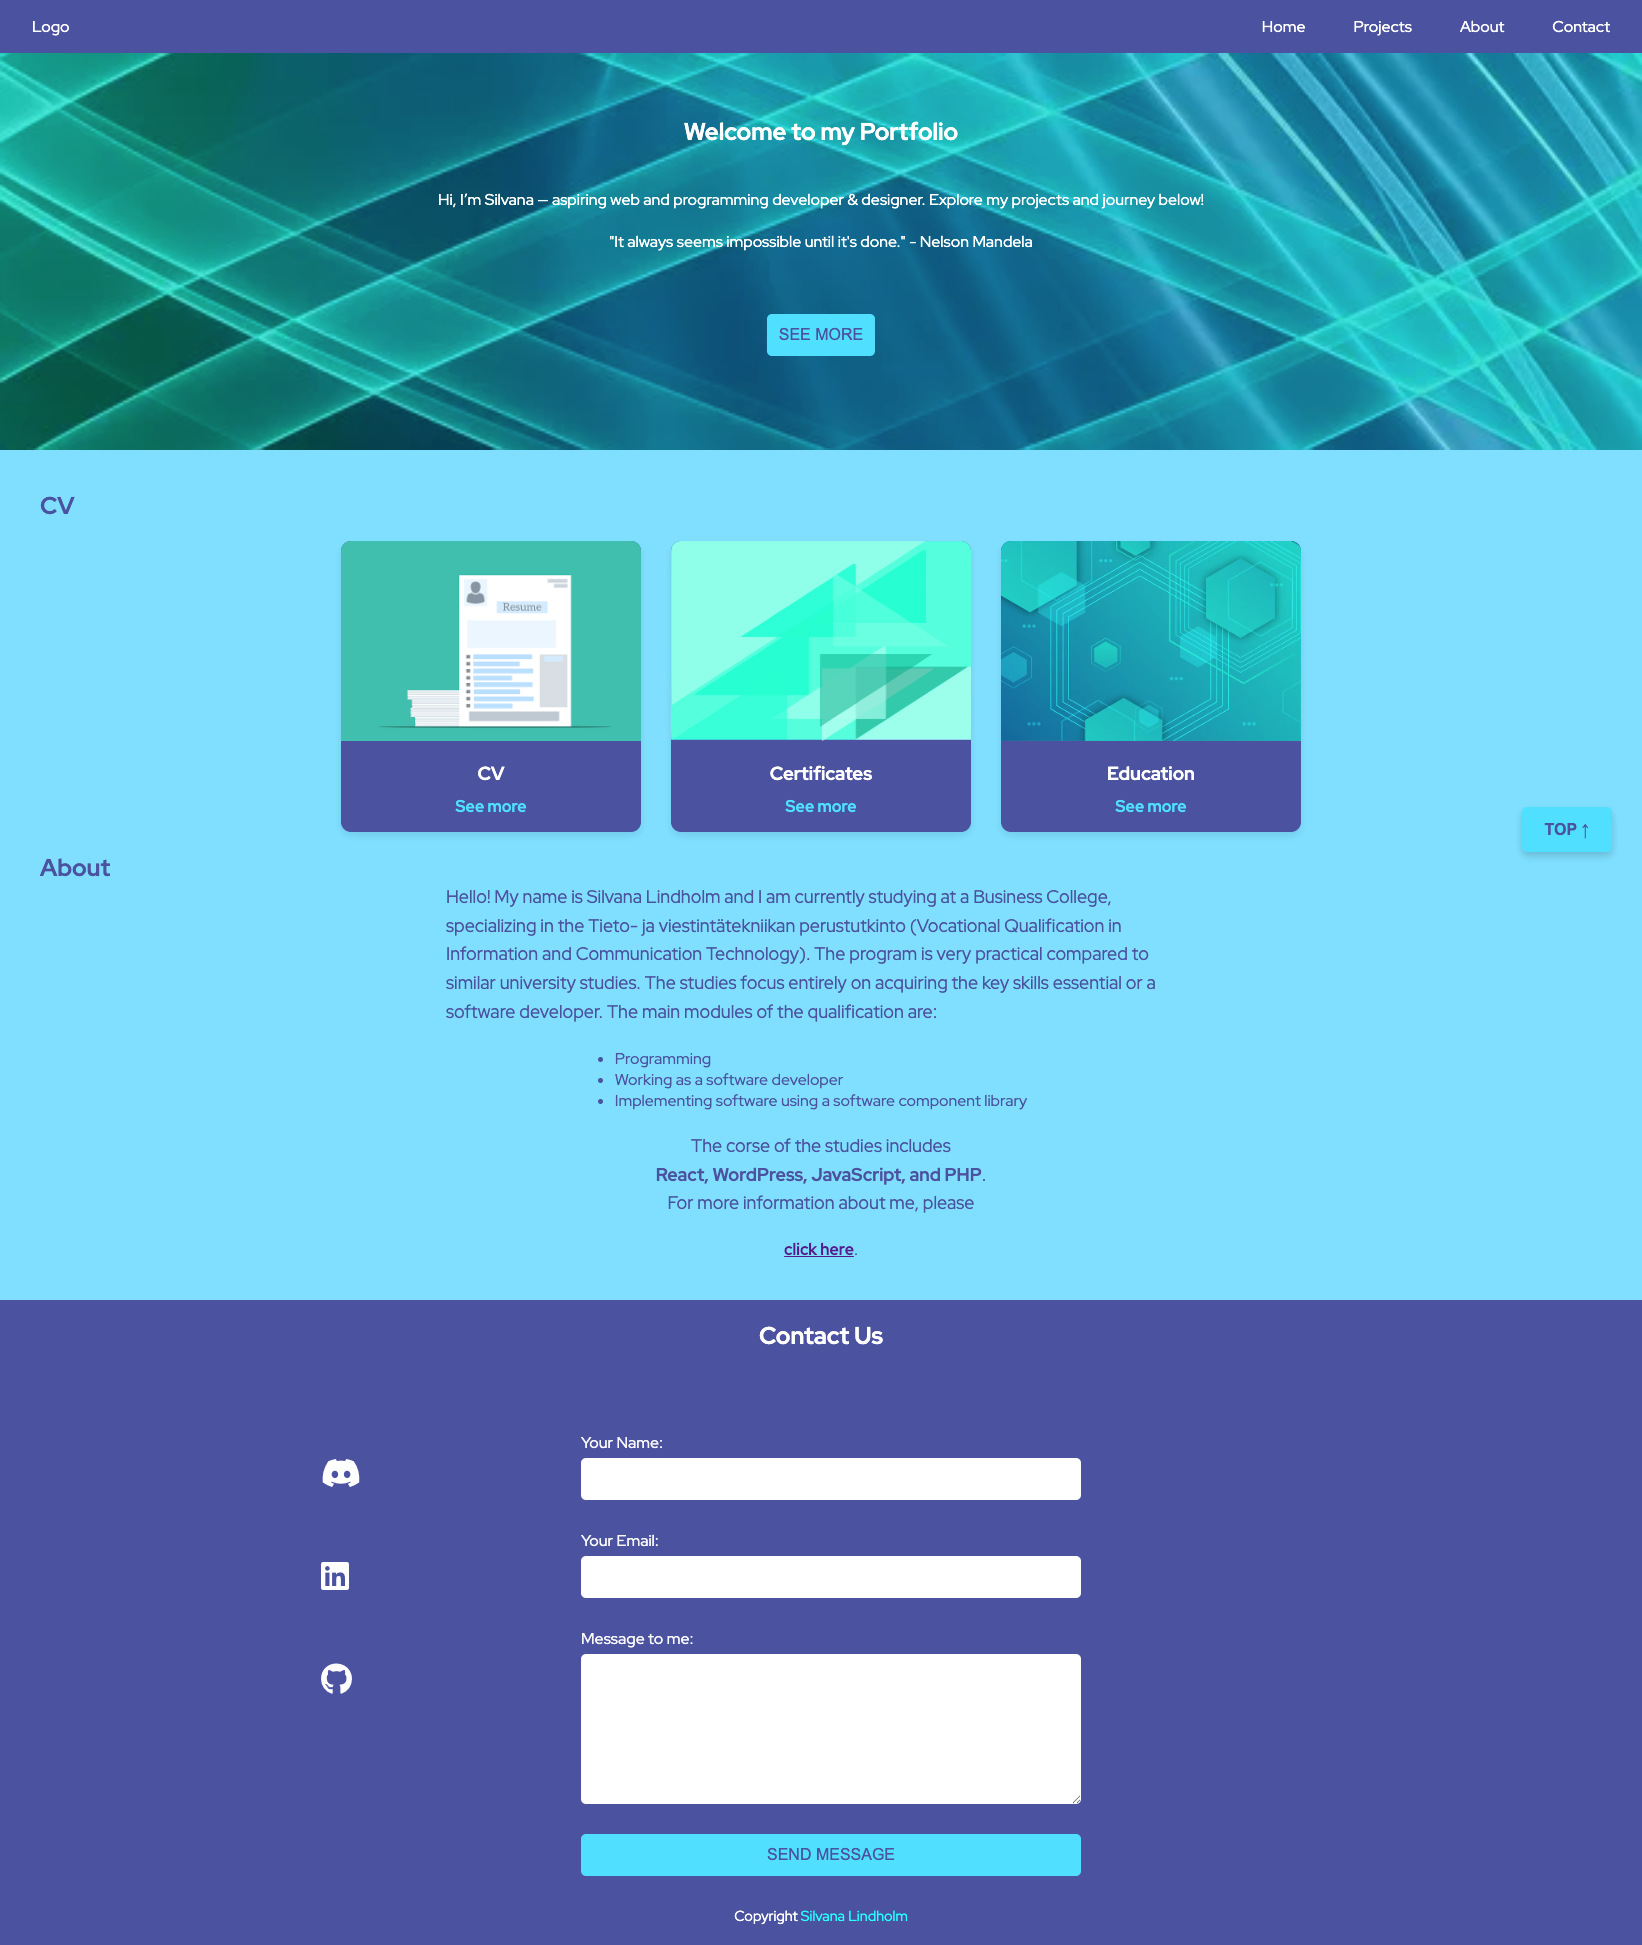 Logo
Home
Projects
About
Contact
Welcome to my Portfolio
Hi, I’m Silvana — aspiring web and programming developer & designer. Explore my projects and journey below!
"It always seems impossible until it's done." - Nelson Mandela
SEE MORE
CV
Resume
CV
See more
Certificates
See more
Education
See more
TOP ↑
About
Hello! My name is Silvana Lindholm and I am currently studying at a Business College,
specializing in the Tieto- ja viestintätekniikan perustutkinto (Vocational Qualification in
Information and Communication Technology). The program is very practical compared to
similar university studies. The studies focus entirely on acquiring the key skills essential or a
software developer. The main modules of the qualification are:
• Programming
• Working as a software developer
• Implementing software using a software component library
The corse of the studies includes
React, WordPress, JavaScript, and PHP.
For more information about me, please
click here.
Contact Us
Your Name:
in
Your Email:
Message to me:
SEND MESSAGE
Copyright Silvana Lindholm